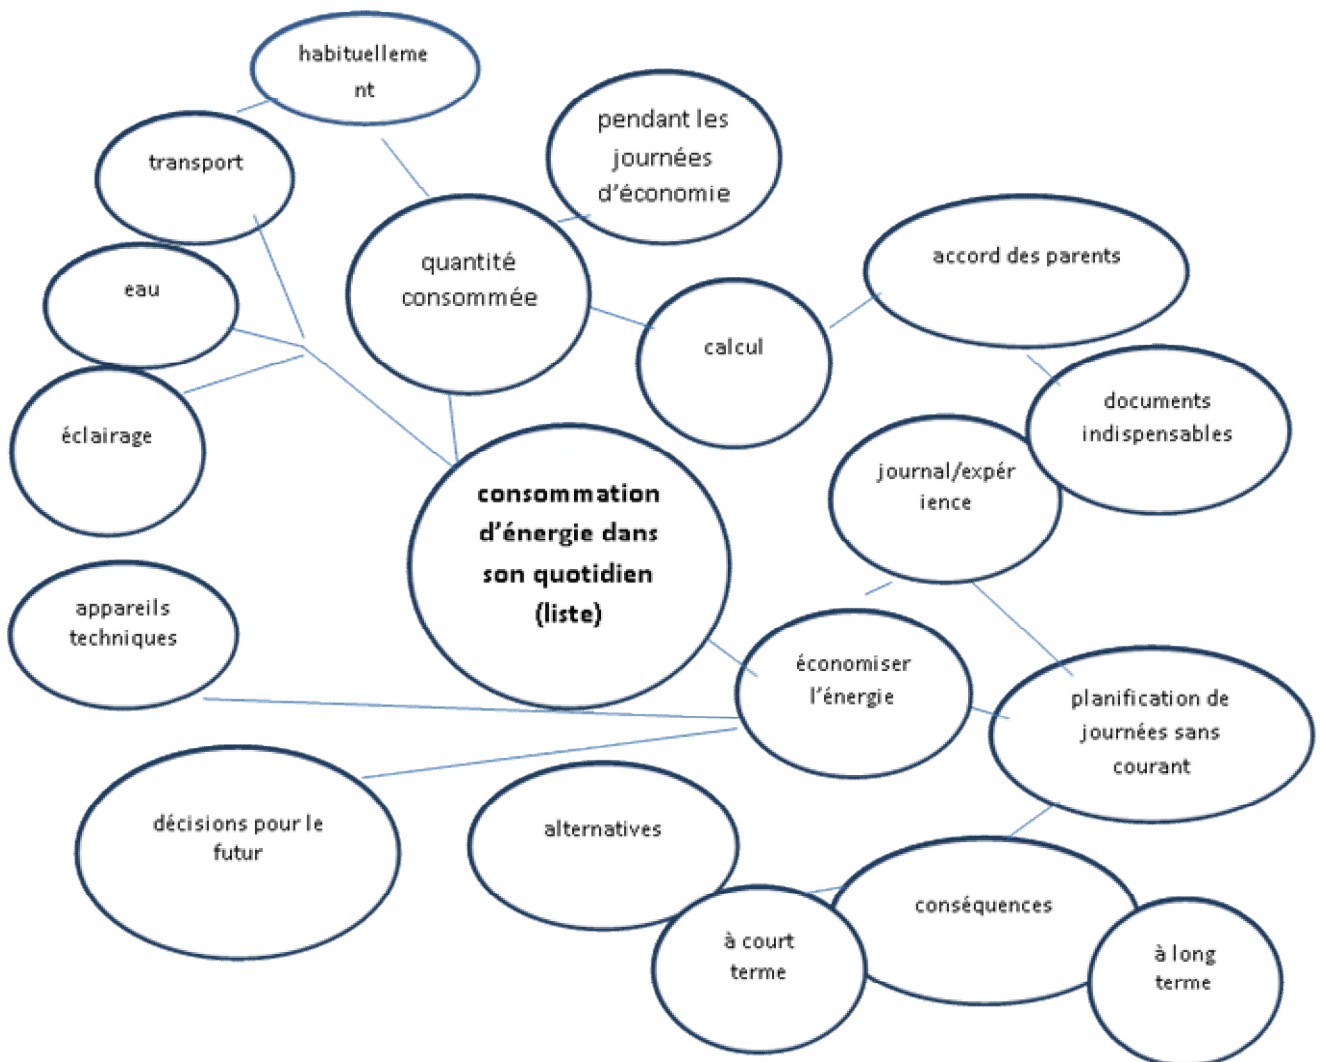 habituelleme
nt
pendant les
journées
d’économie
transport
quantité
consommée
accord des parents
eau
calcul
documents
indispensables
éclairage
journal/expér
ience
consommation
d’énergie dans
son quotidien
(liste)
appareils
techniques
économiser
l’énergie
planification de
journées sans
courant
décisions pour le
futur
alternatives
conséquences
à court
terme
à long
terme